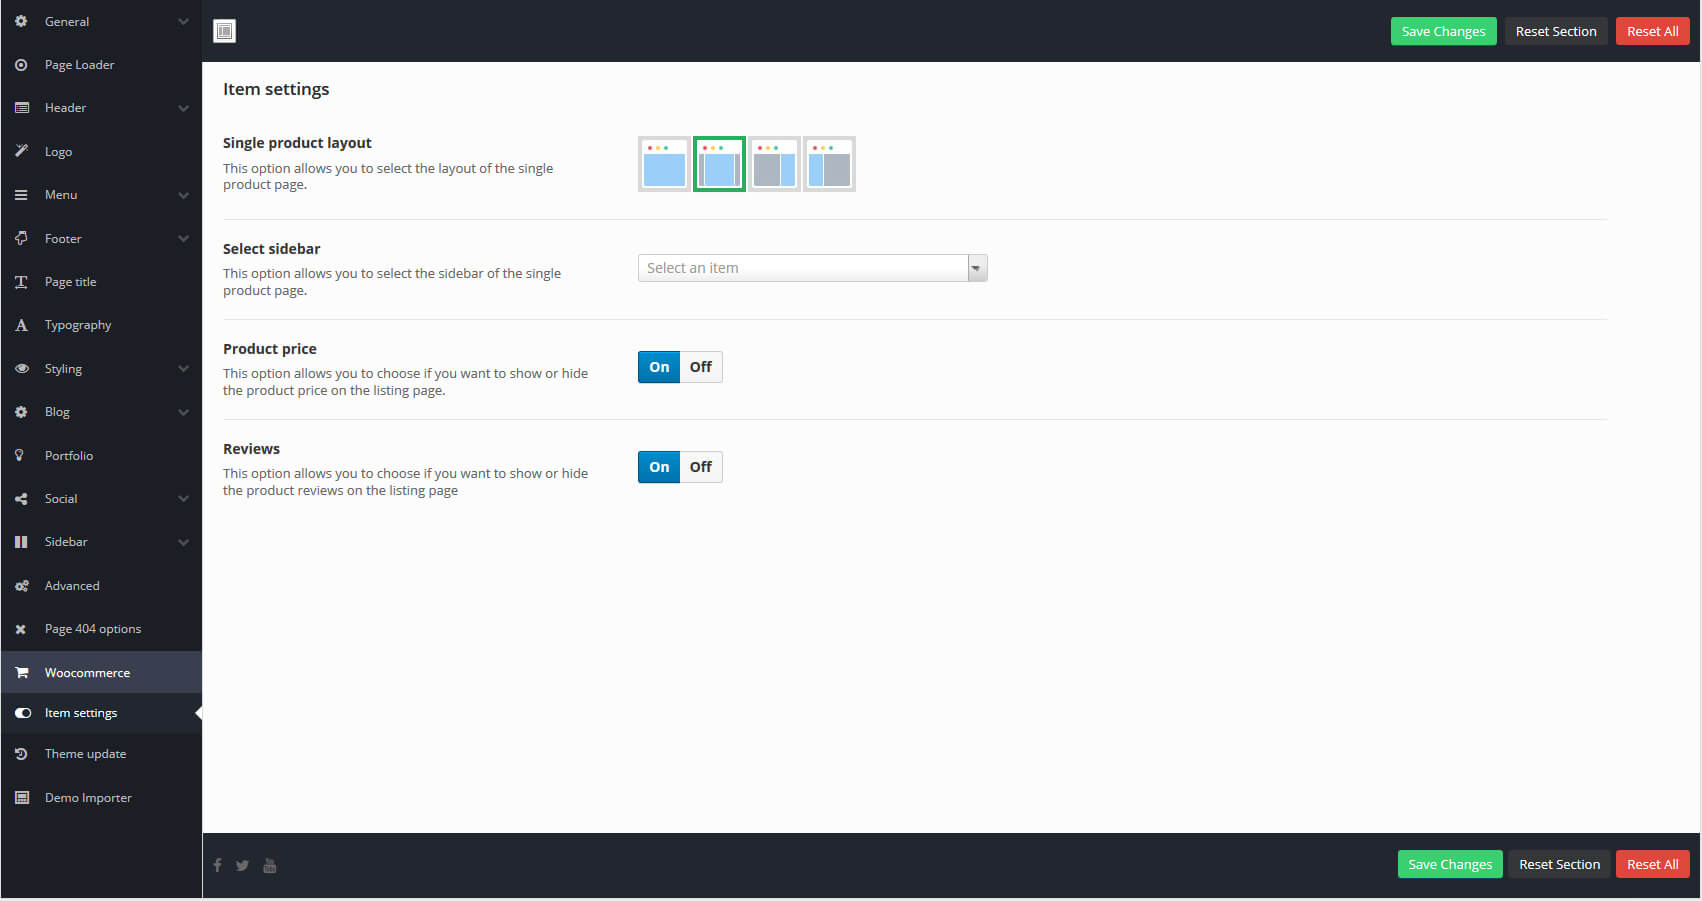 General
Page Loader
Header
Logo
Menu
Footer
Page title
Typography
Styling
Blog
Portfolio
Social
Sidebar
Advanced
Page 404 options
Woocommerce
Item settings
Theme update
Demo Importer
Save Changes Reset Section Reset All
Item settings
Single product layout
This option allows you to select the layout of the single
product page.
Select sidebar
This option allows you to select the sidebar of the single
product page.
Select an item
Product price
This option allows you to choose if you want to show or hide
the product price on the listing page.
On Off
Reviews
This option allows you to choose if you want to show or hide
the product reviews on the listing page
On Off
Save Changes Reset Section Reset All